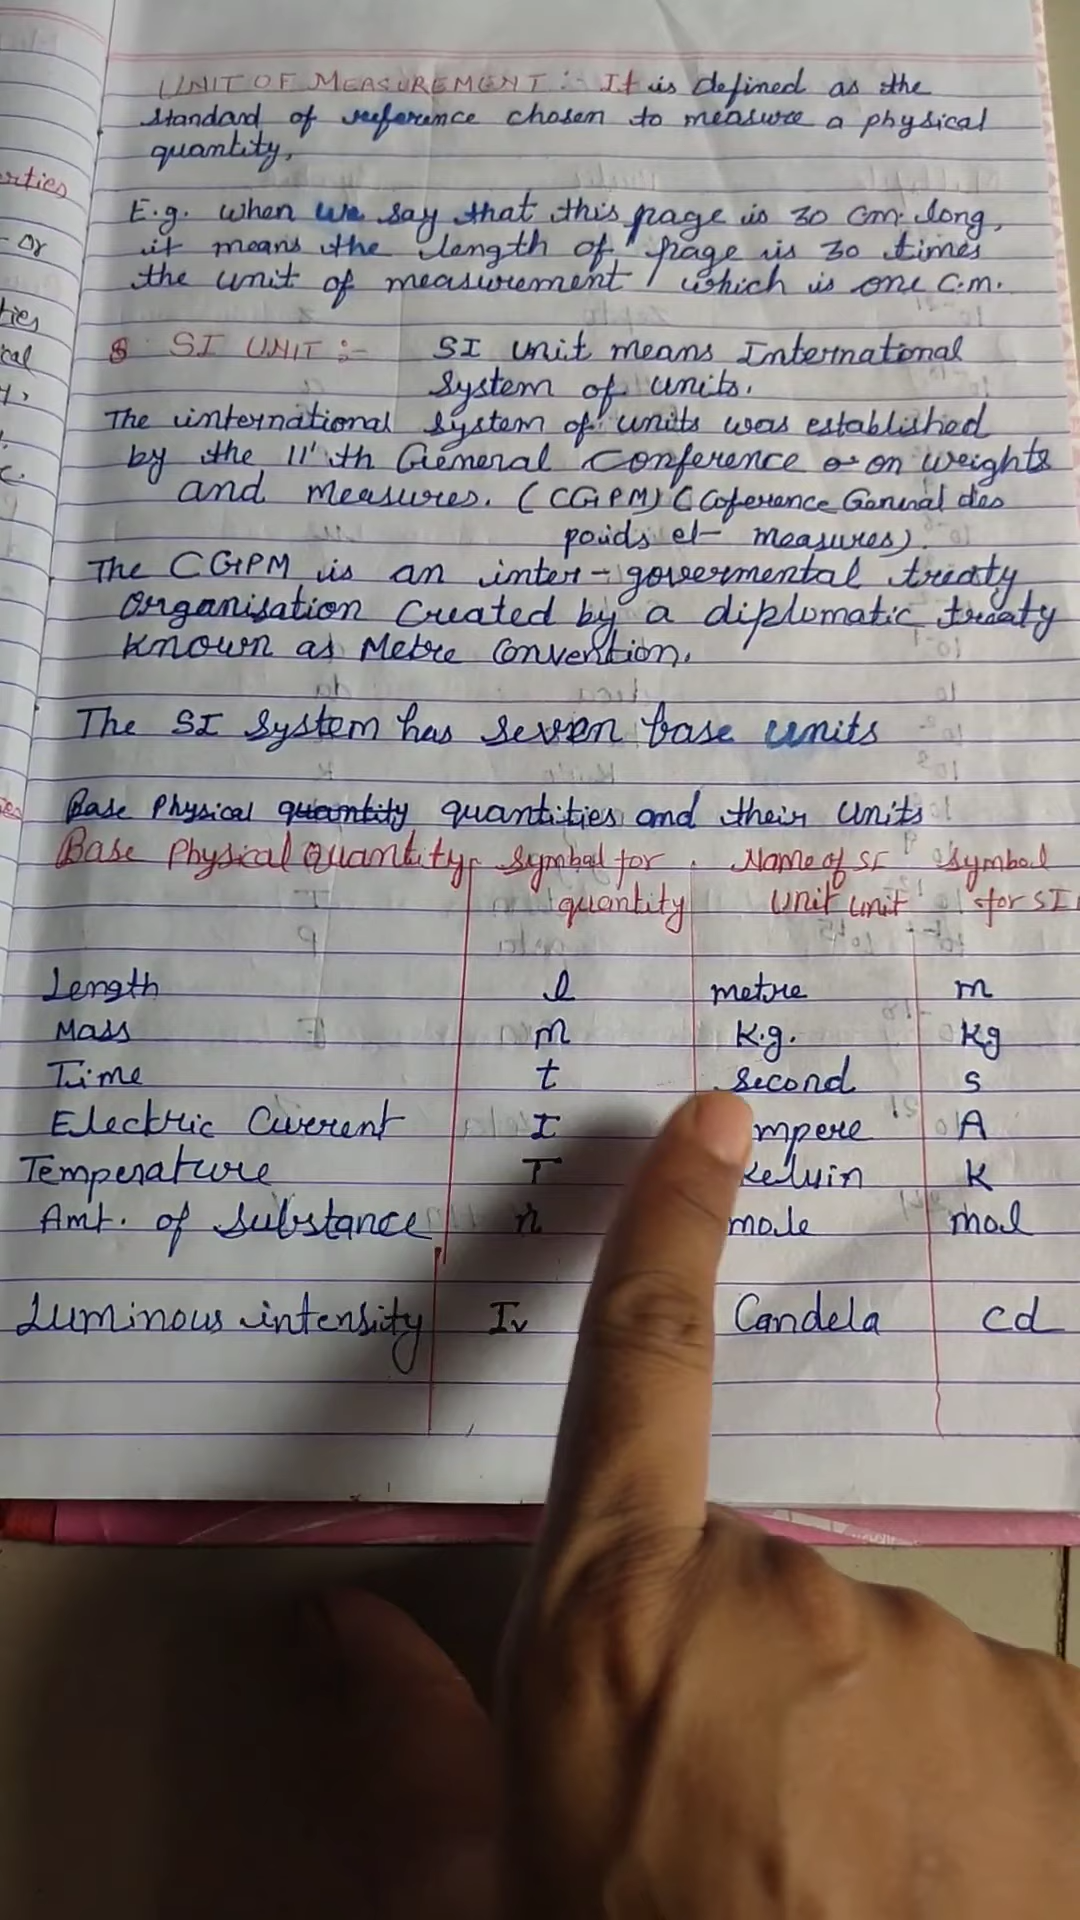 UNIT OF MEASUREMENT :- It is defined as the
standard of reference chosen to measure a physical
quantity,
E.g. when we say that this page is 30 cm. long,
it means the length of page is 30 times
the unit of measurement which is one c.m.
SI UNIT :- SI unit means International
System of units.
The international system of units was established
by the 11'th General Conference on weights
and measures. (CGPM) (Coference General des
poids et measures).
The CGPM is an inter-govermental treaty
Organisation created by a diplomatic treaty
known as Metre Convention.
The SI System has seven base units
Base Physical quantity quantities and their units
Base Physical Quantity Symbol for quantity Name of SI Unit unit Symbol for SI
Length l metre m
Mass m K.g. Kg
Time t second s
Electric Current I mpere A
Temperature T Kelvin K
Amt. of substance n mole mol
Luminous intensity Iv Candela cd
erties
or
ties
cal